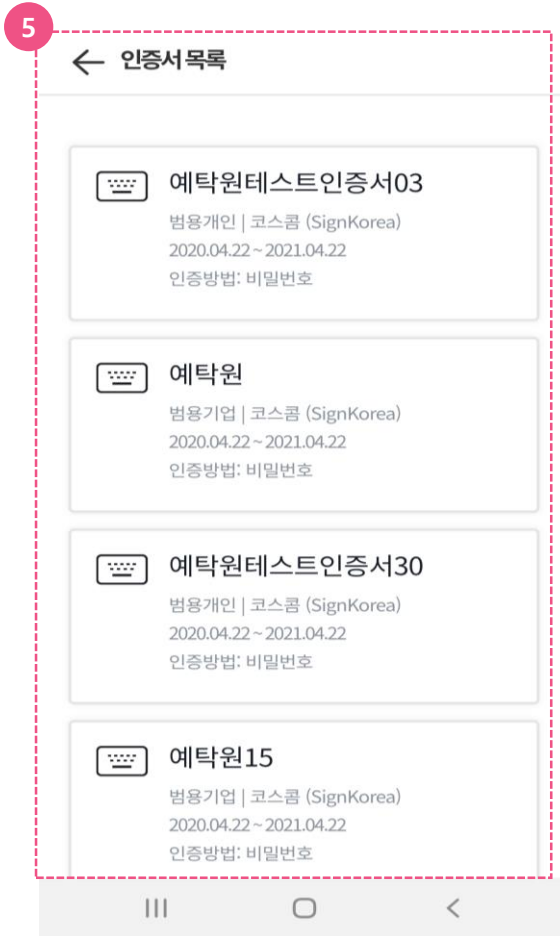 5
인증서 목록
예탁원테스트인증서03
범용개인 | 코스콤 (SignKorea)
2020.04.22 ~ 2021.04.22
인증방법: 비밀번호
예탁원
범용기업 | 코스콤 (SignKorea)
2020.04.22 ~ 2021.04.22
인증방법: 비밀번호
예탁원테스트인증서30
범용개인 | 코스콤 (SignKorea)
2020.04.22 ~ 2021.04.22
인증방법: 비밀번호
예탁원15
범용기업 | 코스콤 (SignKorea)
2020.04.22 ~ 2021.04.22
인증방법: 비밀번호